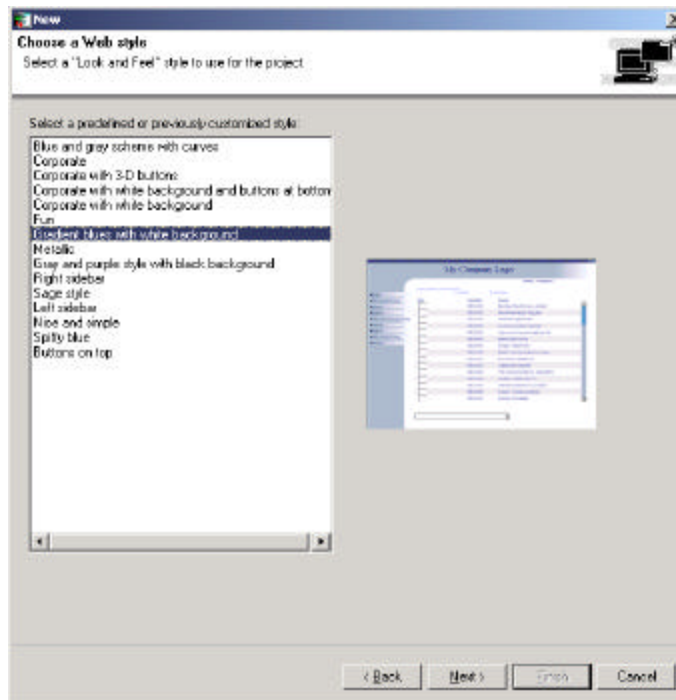 New
Choose a Web style
Select a "Look and Feel" style to use for the project
Select a predefined or previously customized style:
Blue and gray scheme with curves
Corporate
Corporate with 3-D buttons
Corporate with white background and buttons at bottom
Corporate with white background
Fun
Gradient blues with white background
Metallic
Gray and purple style with black background
Right sidebar
Sage style
Left sidebar
Nice and simple
Spiffy blue
Buttons on top
My Company Logo
< Back
Next >
Finish
Cancel